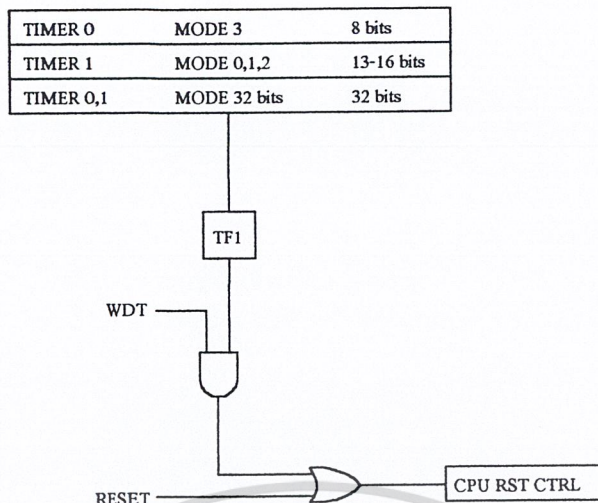 TIMER 0 MODE 3 8 bits
TIMER 1 MODE 0,1,2 13-16 bits
TIMER 0,1 MODE 32 bits 32 bits
TF1
WDT
CPU RST CTRL
RESET